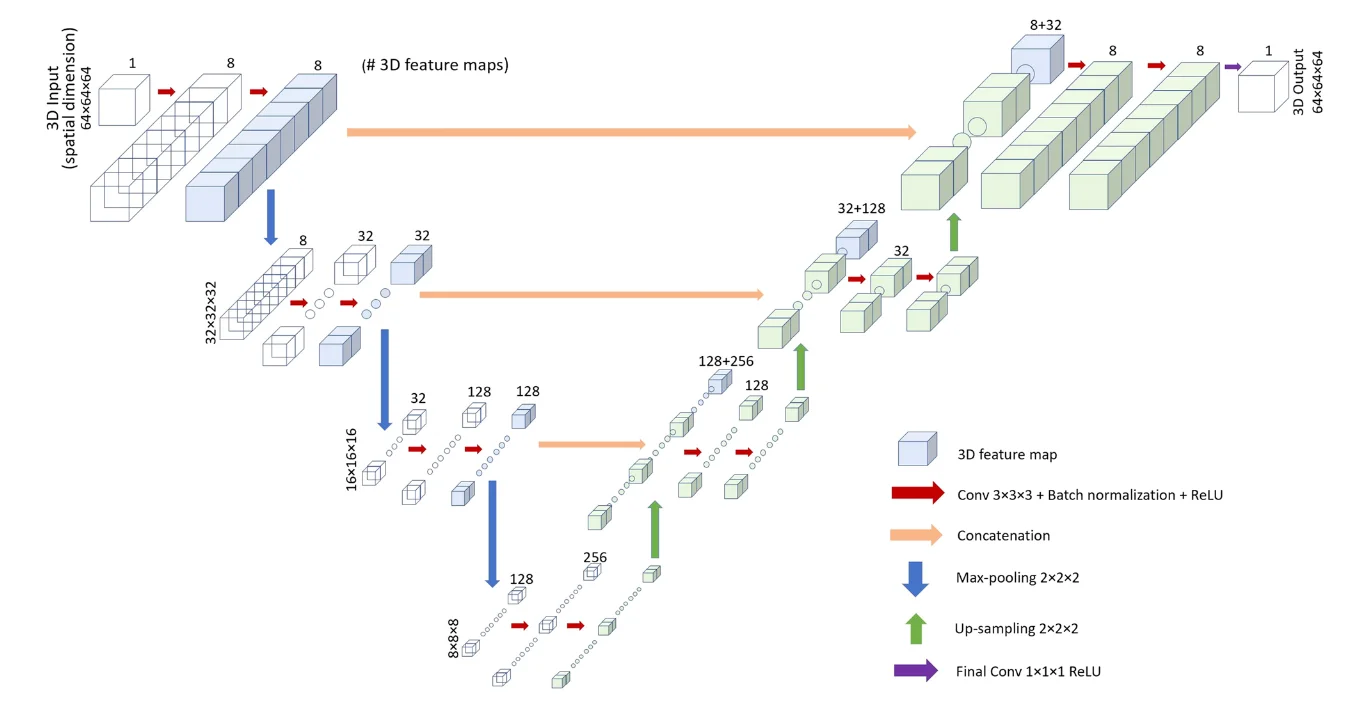 3D Input
(spatial dimension)
64×64×64
1
8
8
(# 3D feature maps)
8+32
8
8
1
3D Output
64×64×64
32×32×32
8
32
32
32+128
32
16×16×16
32
128
128
128+256
128
8×8×8
128
256
3D feature map
Conv 3×3×3 + Batch normalization + ReLU
Concatenation
Max-pooling 2×2×2
Up-sampling 2×2×2
Final Conv 1×1×1 ReLU